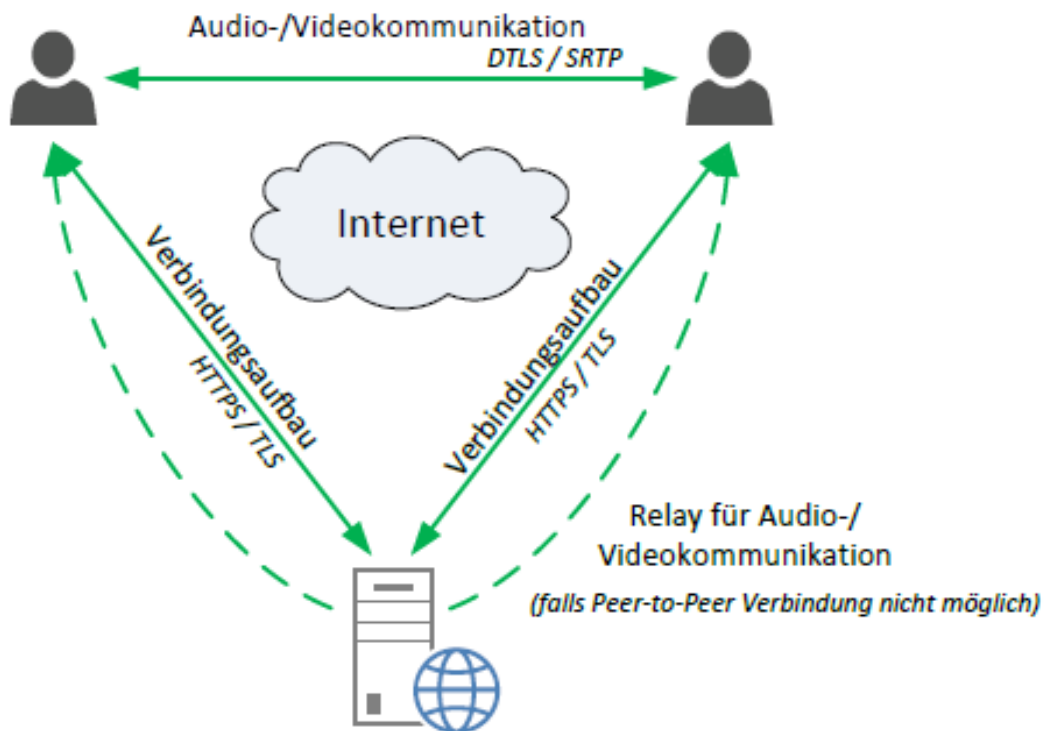 Audio-/Videokommunikation
DTLS / SRTP
Internet
Verbindungsaufbau
HTTPS / TLS
Verbindungsaufbau
HTTPS / TLS
Relay für Audio-/
Videokommunikation
(falls Peer-to-Peer Verbindung nicht möglich)